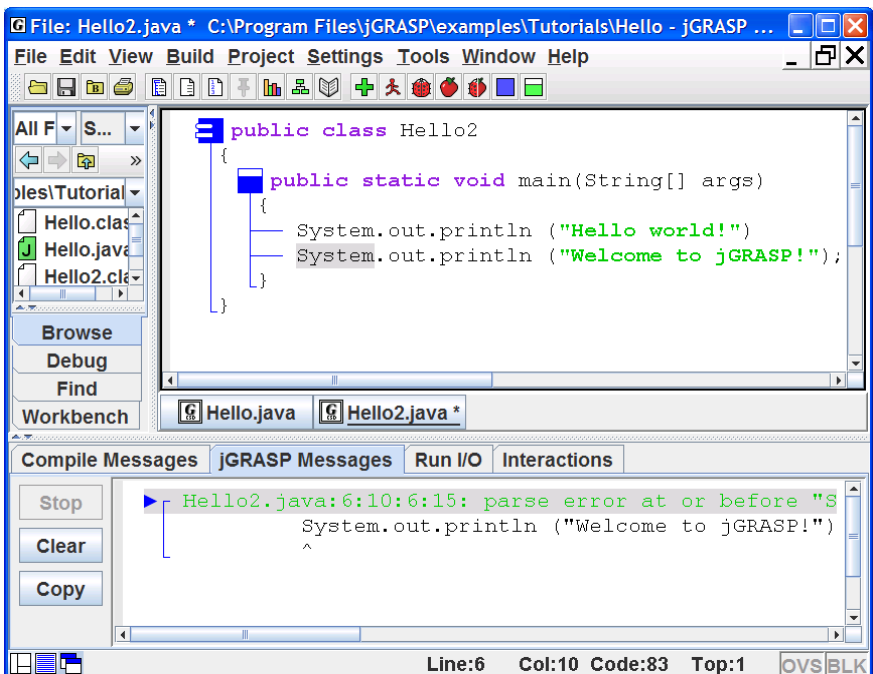 File: Hello2.java * C:\Program Files\jGRASP\examples\Tutorials\Hello - jGRASP ...
File Edit View Build Project Settings Tools Window Help
All F S...
»
ples\Tutorial
Hello.clas
Hello.java
Hello2.cla
Browse
Debug
Find
Workbench
public class Hello2
{
public static void main(String[] args)
{
System.out.println ("Hello world!")
System.out.println ("Welcome to jGRASP!");
}
}
Hello.java Hello2.java *
Compile Messages jGRASP Messages Run I/O Interactions
Stop
Clear
Copy
Hello2.java:6:10:6:15: parse error at or before "S
System.out.println ("Welcome to jGRASP!")
^
Line:6 Col:10 Code:83 Top:1 OVS BLK